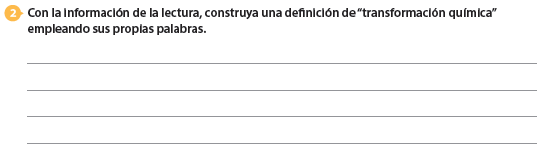 2 Con la información de la lectura, construya una definición de “transformación química”
empleando sus propias palabras.